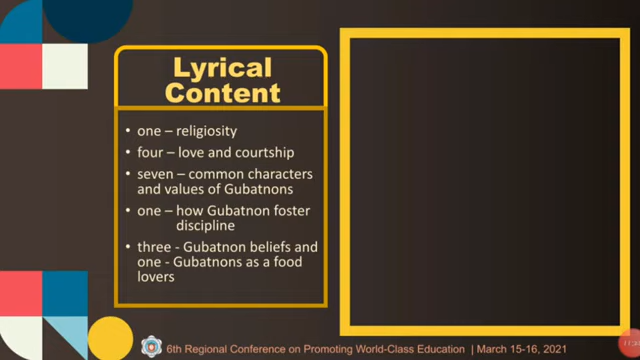 Lyrical
Content
• one – religiosity
• four – love and courtship
• seven – common characters
and values of Gubatnons
• one – how Gubatnon foster
discipline
• three - Gubatnon beliefs and
one - Gubatnons as a food
lovers
6th Regional Conference on Promoting World-Class Education | March 15-16, 2021